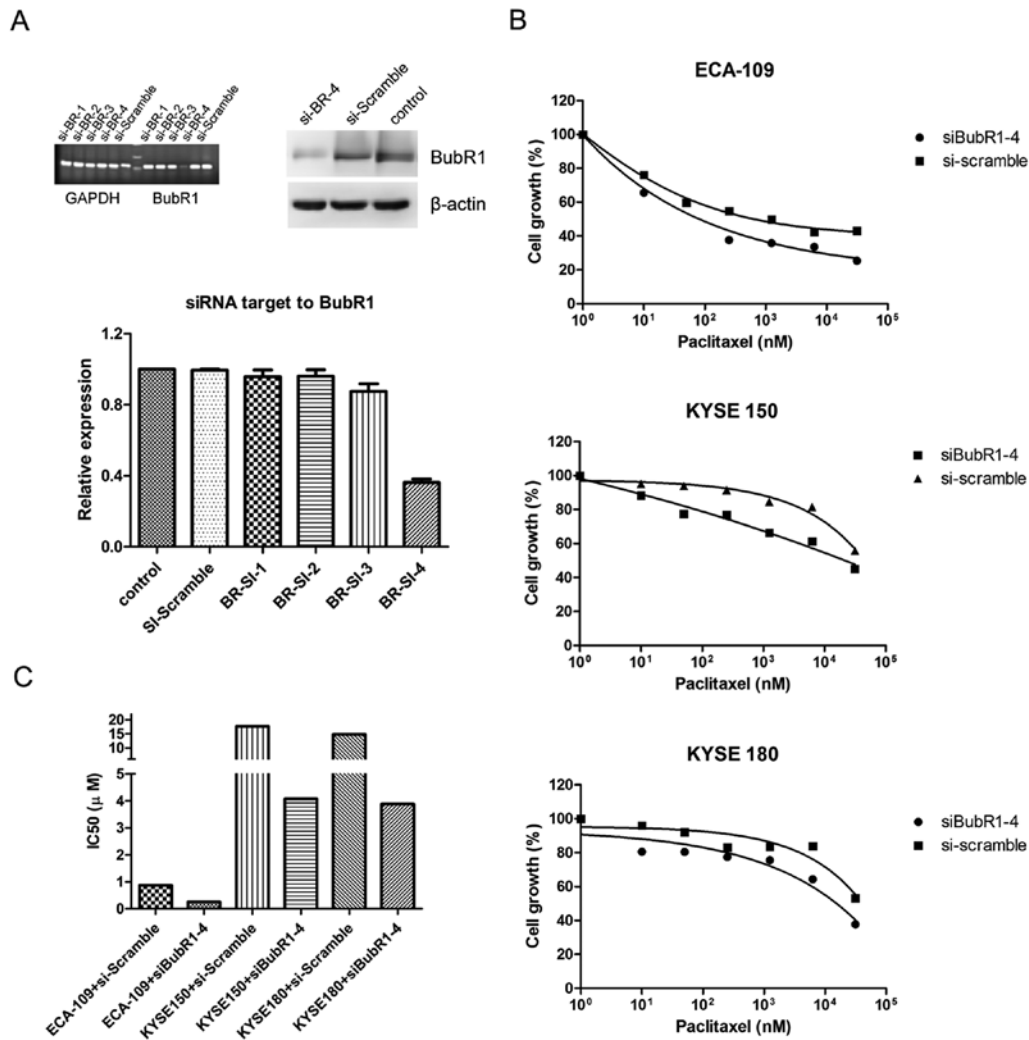 A
si-BR-1
si-BR-2
si-BR-3
si-BR-4
si-Scramble
si-BR-1
si-BR-2
si-BR-3
si-BR-4
si-Scramble
GAPDH BubR1
si-BR-4
si-Scramble
control
BubR1
β-actin
siRNA target to BubR1
Relative expression
1.2
0.8
0.4
0.0
control
SI-Scramble
BR-SI-1
BR-SI-2
BR-SI-3
BR-SI-4
B
ECA-109
Cell growth (%)
120
100
80
60
40
20
0
10⁰ 10¹ 10² 10³ 10⁴ 10⁵
Paclitaxel (nM)
siBubR1-4
si-scramble
KYSE 150
Cell growth (%)
120
100
80
60
40
20
0
10⁰ 10¹ 10² 10³ 10⁴ 10⁵
Paclitaxel (nM)
siBubR1-4
si-scramble
KYSE 180
Cell growth (%)
120
100
80
60
40
20
0
10⁰ 10¹ 10² 10³ 10⁴ 10⁵
Paclitaxel (nM)
siBubR1-4
si-scramble
C
IC50 (μ M)
20
15
10
5
4
3
2
1
0
ECA-109+si-Scramble
ECA-109+siBubR1-4
KYSE150+si-Scramble
KYSE150+siBubR1-4
KYSE180+si-Scramble
KYSE180+siBubR1-4